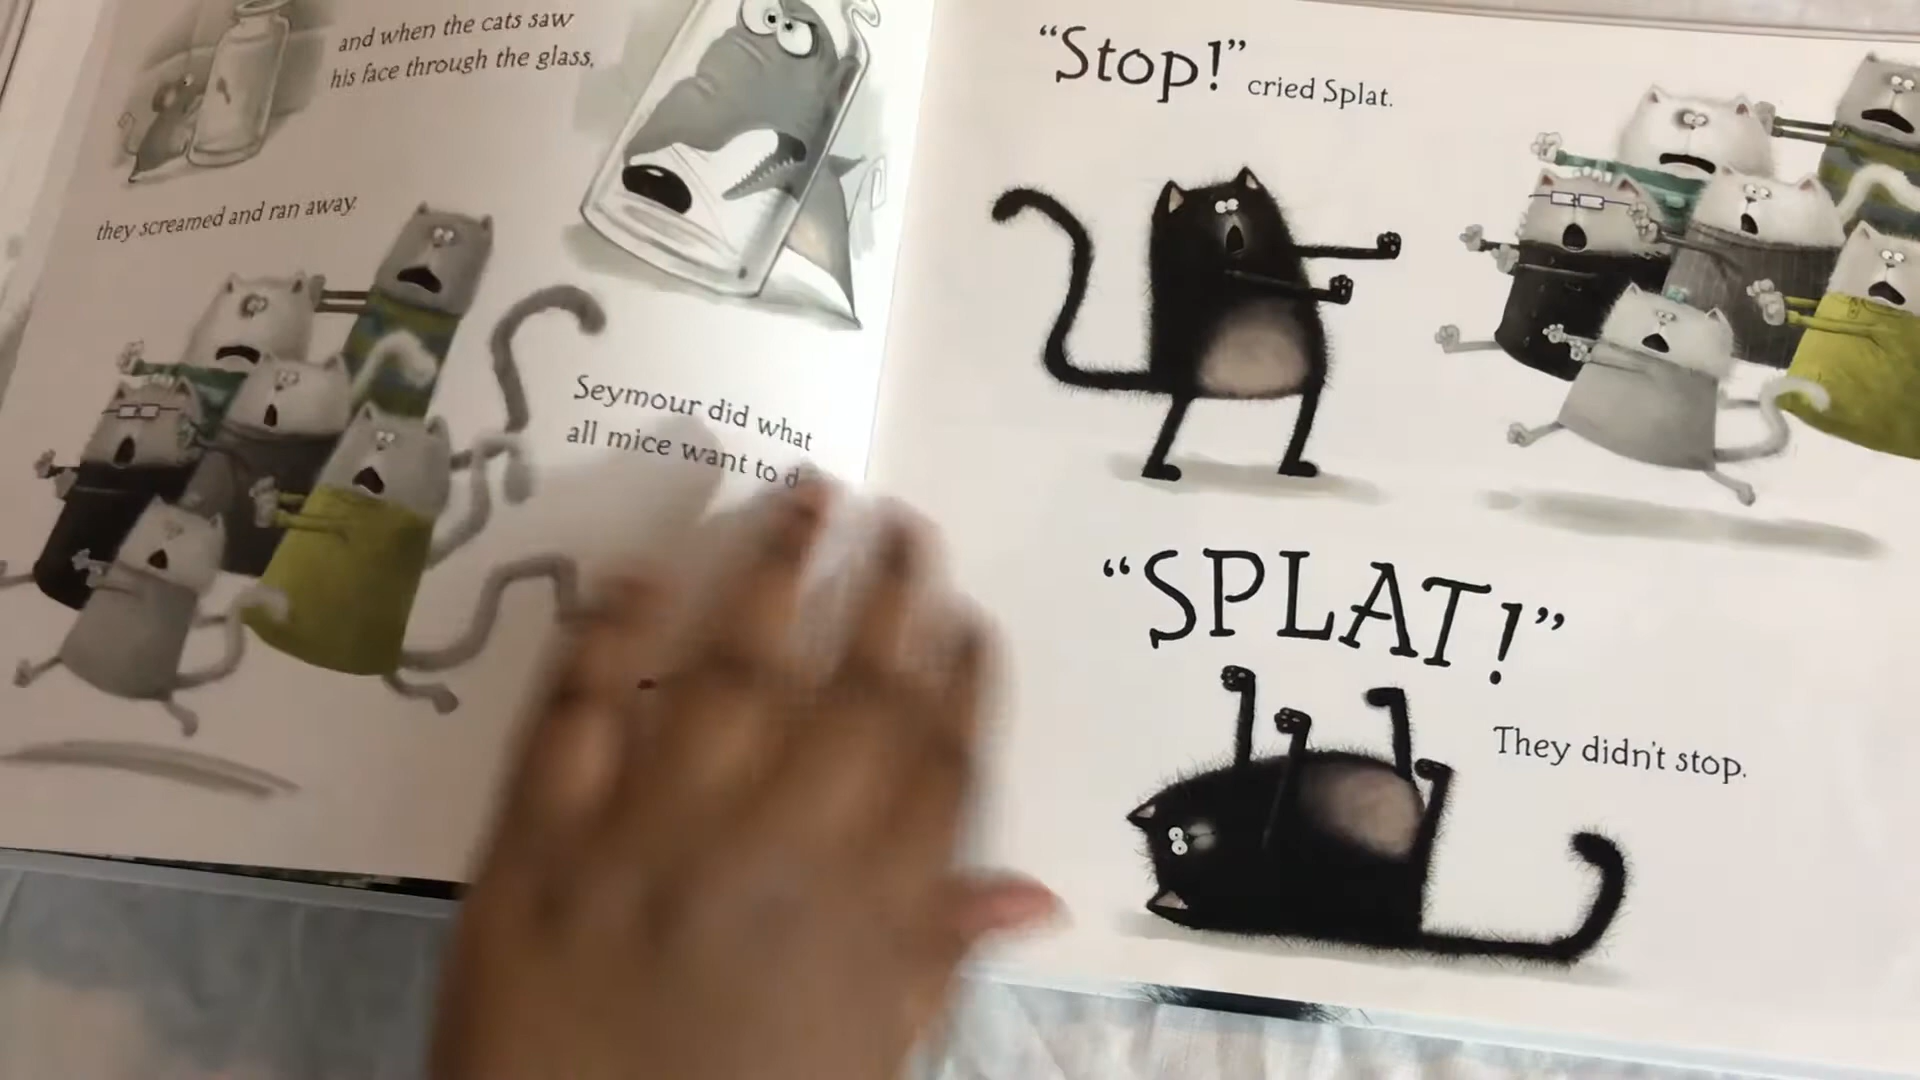 and when the cats saw
his face through the glass,
they screamed and ran away.
Seymour did what
all mice want to
"Stop!" cried Splat.
"SPLAT!"
They didn't stop.